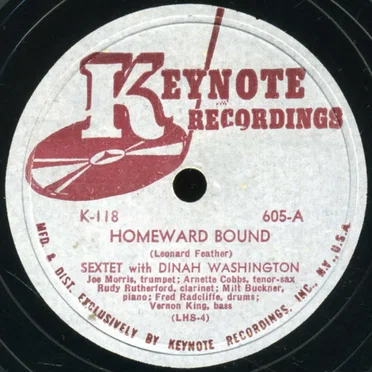 KEYNOTE
RECORDINGS
K-118 605-A
HOMEWARD BOUND
(Leonard Feather)
SEXTET with DINAH WASHINGTON
Joe Morris, trumpet; Arnette Cobbs, tenor-sax
Rudy Rutherford, clarinet; Milt Buckner,
piano; Fred Radcliffe, drums;
Vernon King, bass
(LHS-4)
MFD. & DIST. EXCLUSIVELY BY KEYNOTE RECORDINGS, INC., N.Y., U.S.A.